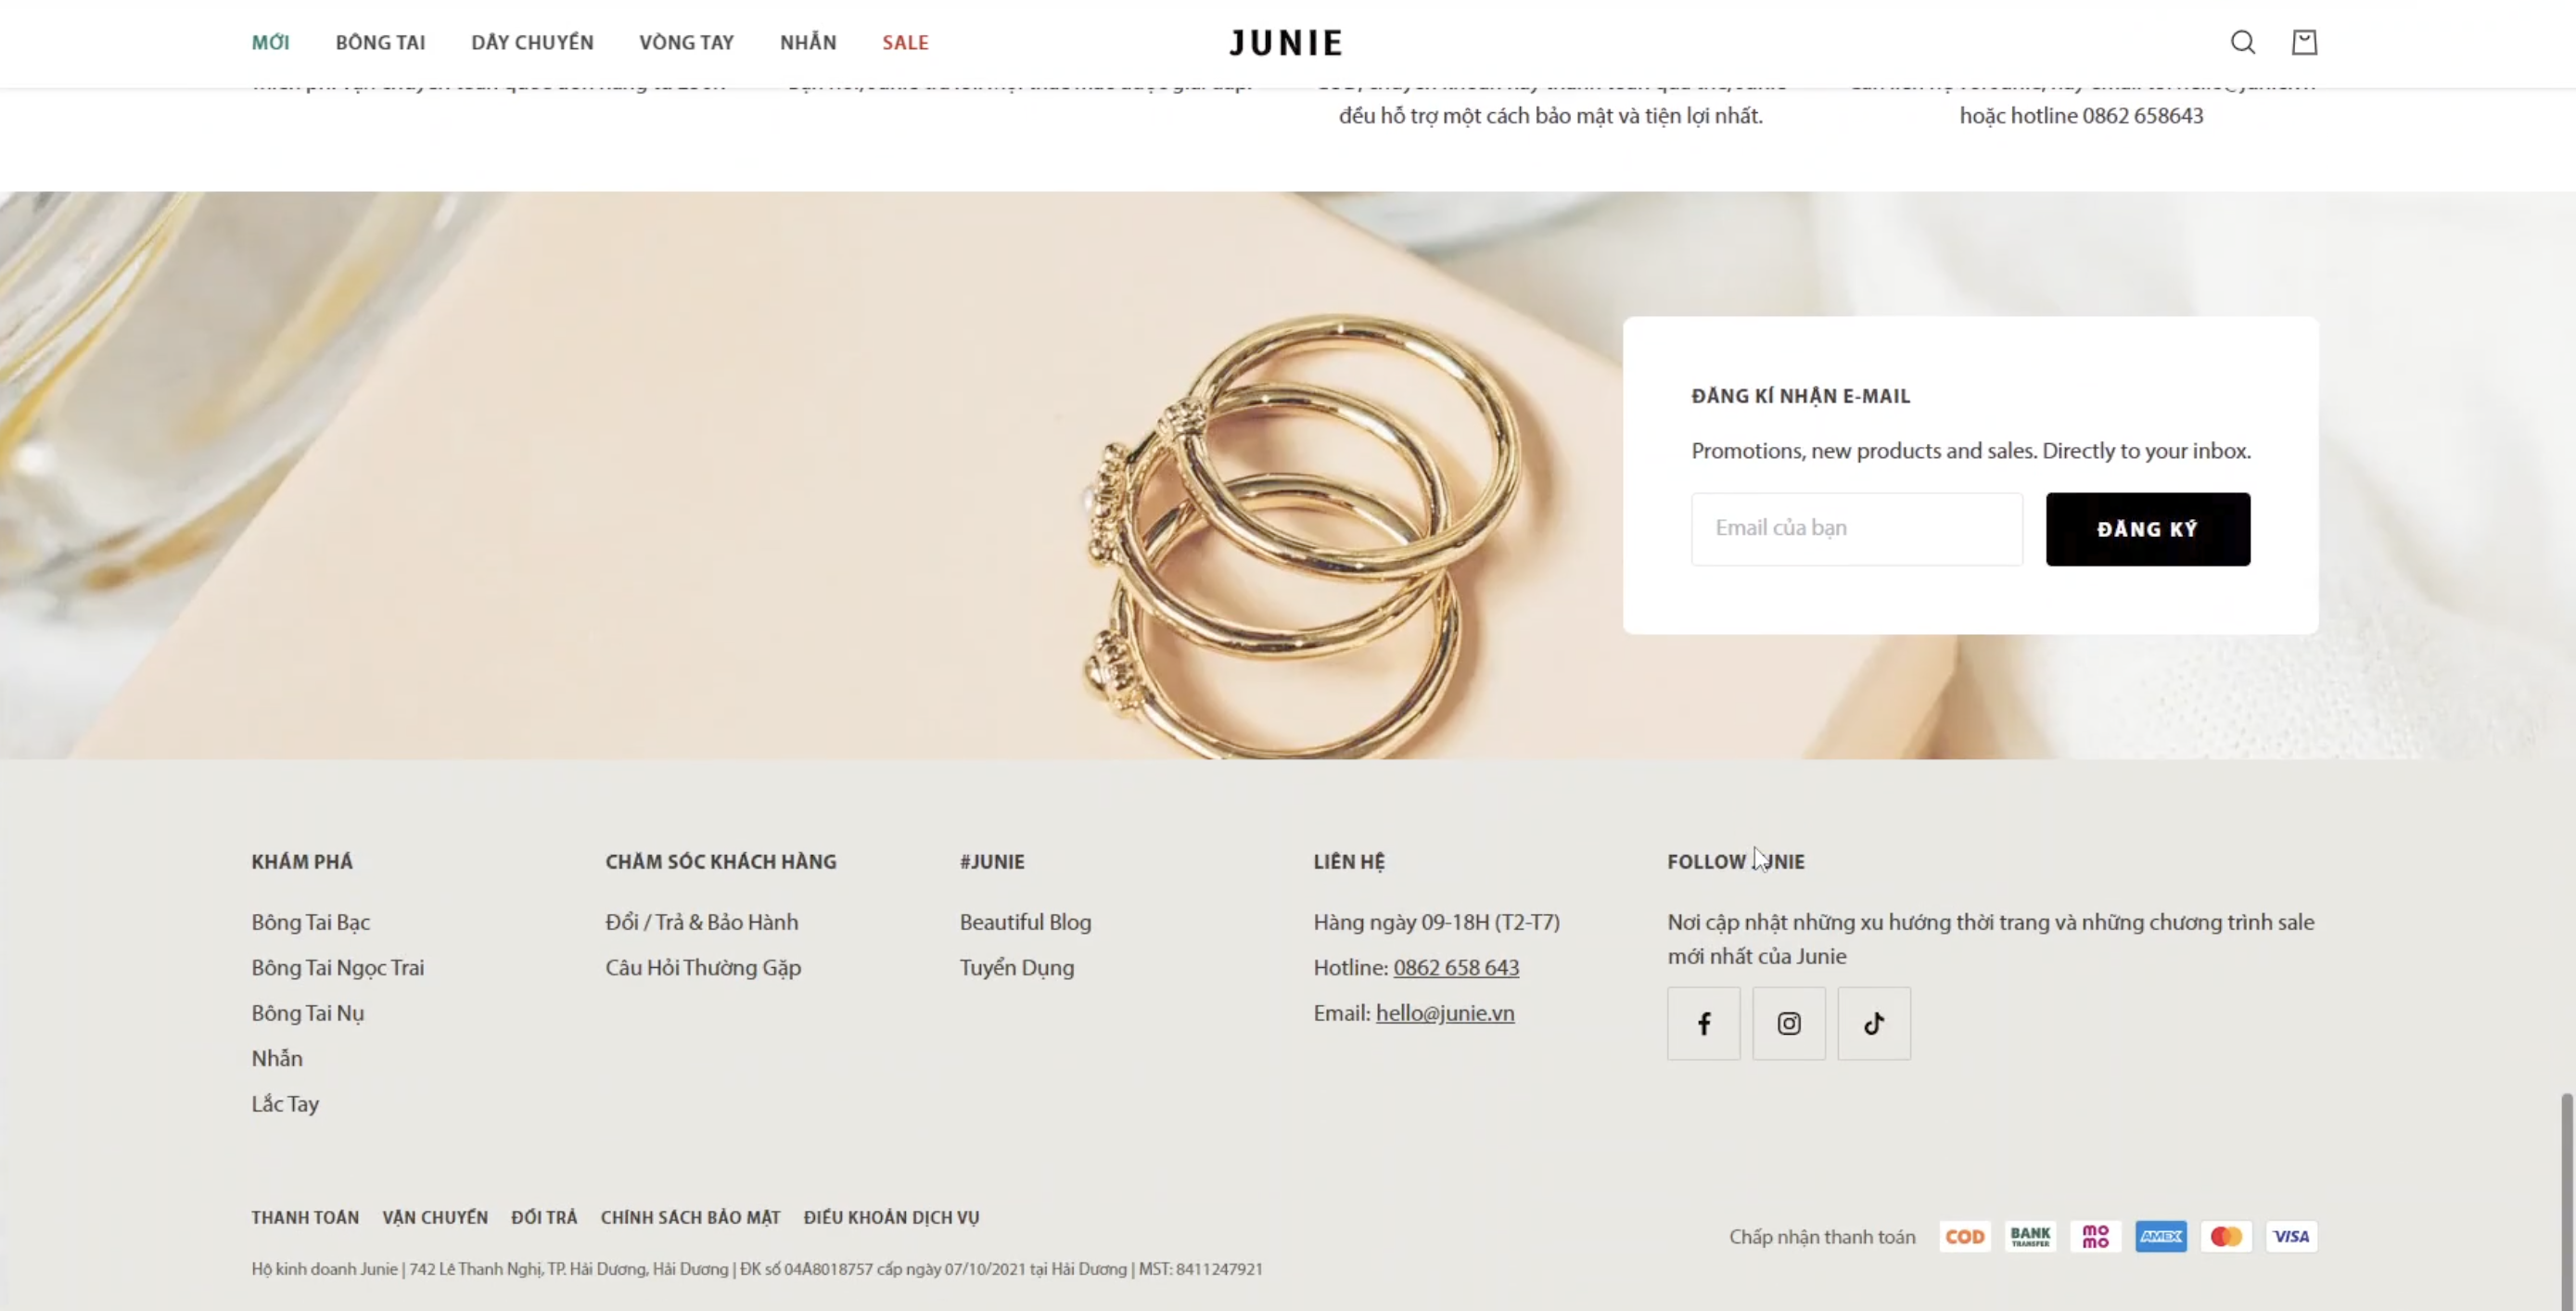 MỚI BÔNG TAI DÂY CHUYỀN VÒNG TAY NHẪN SALE
JUNIE
đều hỗ trợ một cách bảo mật và tiện lợi nhất.
hoặc hotline 0862 658643
ĐĂNG KÍ NHẬN E-MAIL
Promotions, new products and sales. Directly to your inbox.
Email của bạn
ĐĂNG KÝ
KHÁM PHÁ
Bông Tai Bạc
Bông Tai Ngọc Trai
Bông Tai Nụ
Nhẫn
Lắc Tay
CHĂM SÓC KHÁCH HÀNG
Đổi / Trả & Bảo Hành
Câu Hỏi Thường Gặp
#JUNIE
Beautiful Blog
Tuyển Dụng
LIÊN HỆ
Hàng ngày 09-18H (T2-T7)
Hotline: 0862 658 643
Email: hello@junie.vn
FOLLOW JUNIE
Nơi cập nhật những xu hướng thời trang và những chương trình sale
mới nhất của Junie
THANH TOÁN VẬN CHUYỂN ĐỔI TRẢ CHÍNH SÁCH BẢO MẬT ĐIỀU KHOẢN DỊCH VỤ
Hộ kinh doanh Junie | 742 Lê Thanh Nghị, TP. Hải Dương, Hải Dương | ĐK số 04A8018757 cấp ngày 07/10/2021 tại Hải Dương | MST: 8411247921
Chấp nhận thanh toán COD BANK TRANSFER momo AMEX VISA